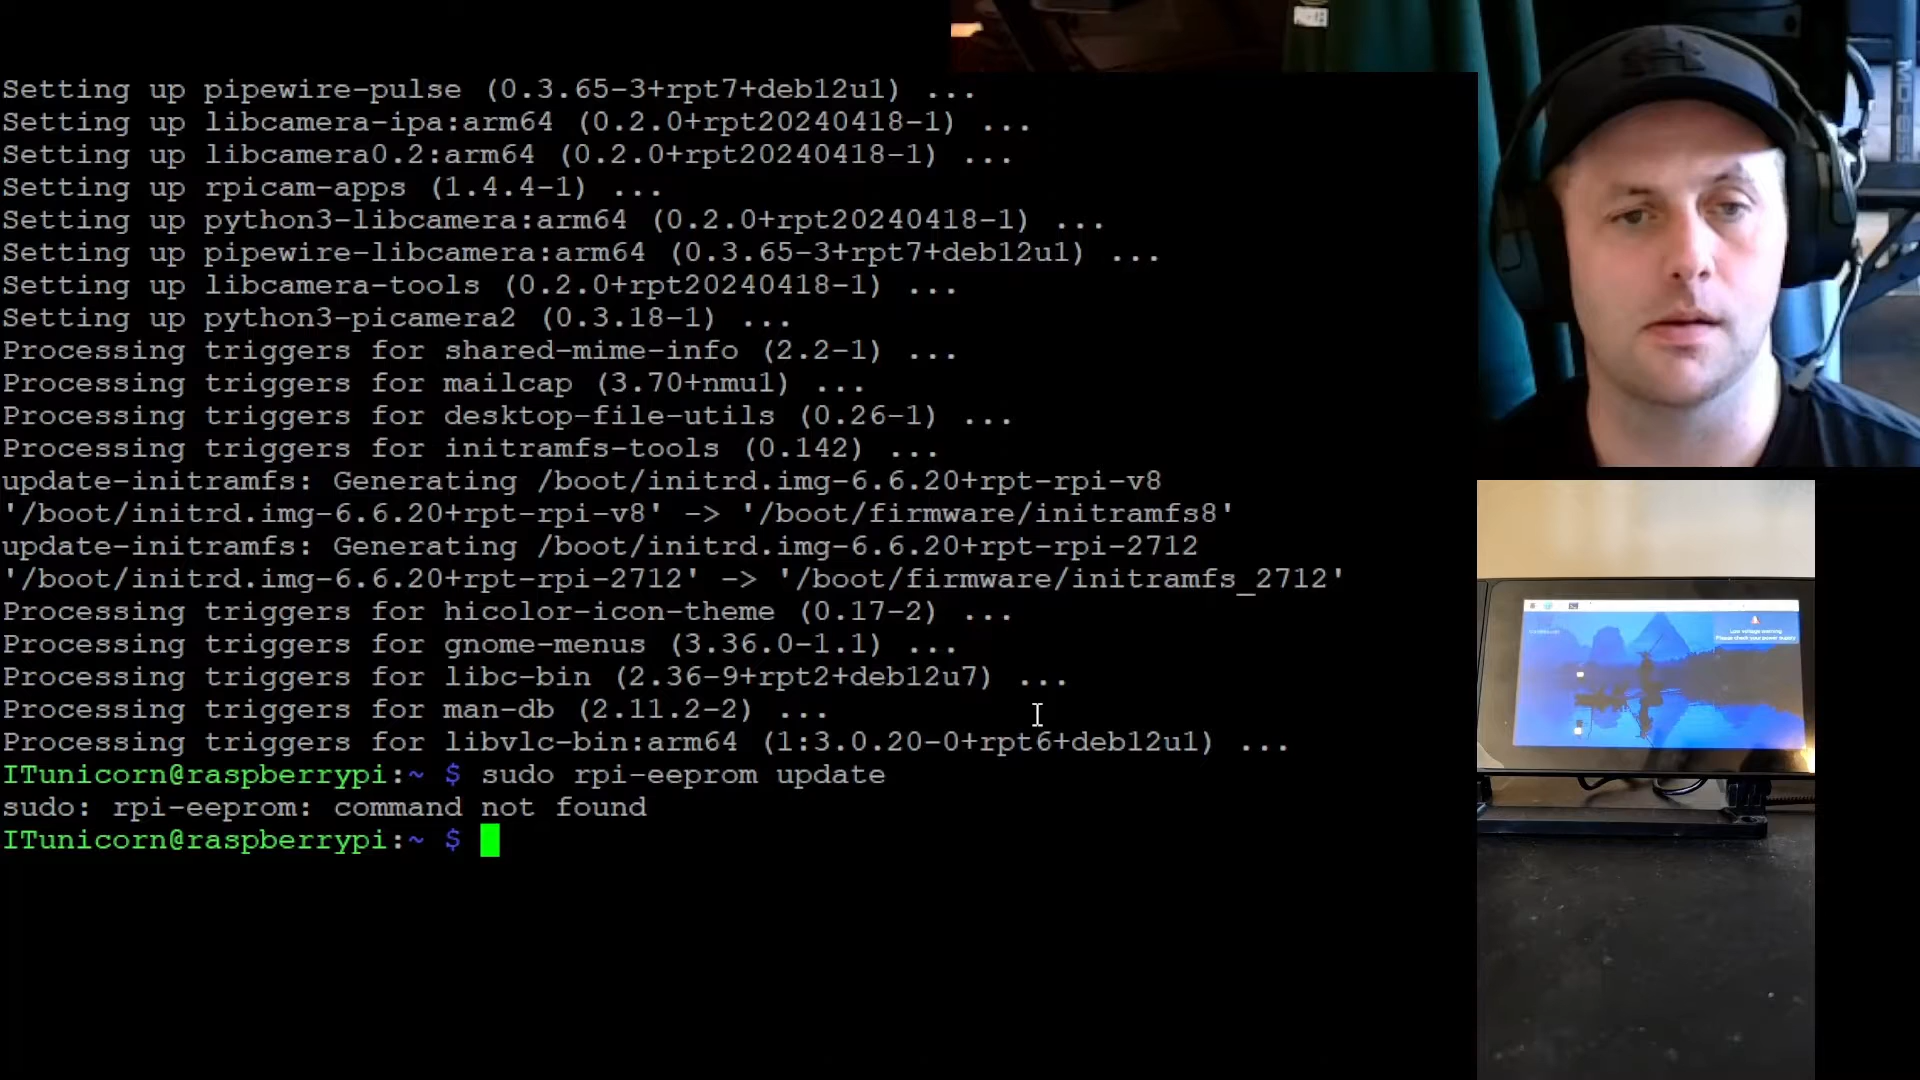 Setting up pipewire-pulse (0.3.65-3+rpt7+deb12u1) ...
Setting up libcamera-ipa:arm64 (0.2.0+rpt20240418-1) ...
Setting up libcamera0.2:arm64 (0.2.0+rpt20240418-1) ...
Setting up rpicam-apps (1.4.4-1) ...
Setting up python3-libcamera:arm64 (0.2.0+rpt20240418-1) ...
Setting up pipewire-libcamera:arm64 (0.3.65-3+rpt7+deb12u1) ...
Setting up libcamera-tools (0.2.0+rpt20240418-1) ...
Setting up python3-picamera2 (0.3.18-1) ...
Processing triggers for shared-mime-info (2.2-1) ...
Processing triggers for mailcap (3.70+nmu1) ...
Processing triggers for desktop-file-utils (0.26-1) ...
Processing triggers for initramfs-tools (0.142) ...
update-initramfs: Generating /boot/initrd.img-6.6.20+rpt-rpi-v8
'/boot/initrd.img-6.6.20+rpt-rpi-v8' -> '/boot/firmware/initramfs8'
update-initramfs: Generating /boot/initrd.img-6.6.20+rpt-rpi-2712
'/boot/initrd.img-6.6.20+rpt-rpi-2712' -> '/boot/firmware/initramfs_2712'
Processing triggers for hicolor-icon-theme (0.17-2) ...
Processing triggers for gnome-menus (3.36.0-1.1) ...
Processing triggers for libc-bin (2.36-9+rpt2+deb12u7) ...
Processing triggers for man-db (2.11.2-2) ...
Processing triggers for libvlc-bin:arm64 (1:3.0.20-0+rpt6+deb12u1) ...
ITunicorn@raspberrypi:~ $ sudo rpi-eeprom update
sudo: rpi-eeprom: command not found
ITunicorn@raspberrypi:~ $
Low voltage warning
Please check your power supply